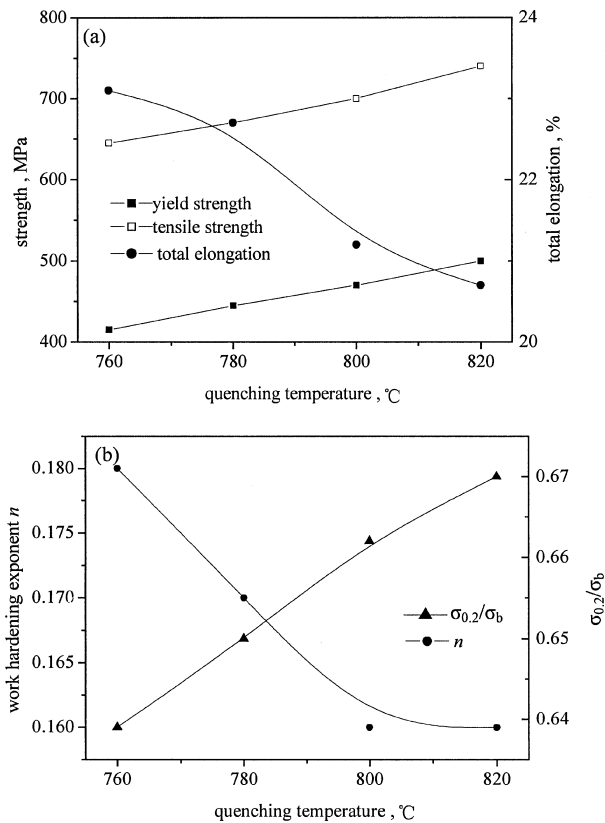 (a)
800
700
600
500
400
strength , MPa
24
22
20
total elongation , %
yield strength
tensile strength
total elongation
760 780 800 820
quenching temperature , ℃
(b)
0.180
0.175
0.170
0.165
0.160
work hardening exponent n
0.67
0.66
0.65
0.64
σ0.2/σb
σ0.2/σb
n
760 780 800 820
quenching temperature , ℃